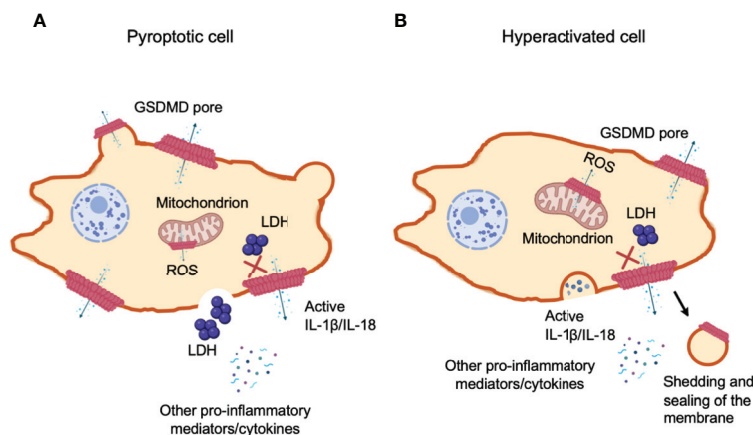 A
Pyroptotic cell
GSDMD pore
Mitochondrion
LDH
ROS
Active
IL-1β/IL-18
LDH
Other pro-inflammatory
mediators/cytokines
B
Hyperactivated cell
GSDMD pore
ROS
LDH
Mitochondrion
Active
IL-1β/IL-18
Other pro-inflammatory
mediators/cytokines
Shedding and
sealing of the
membrane